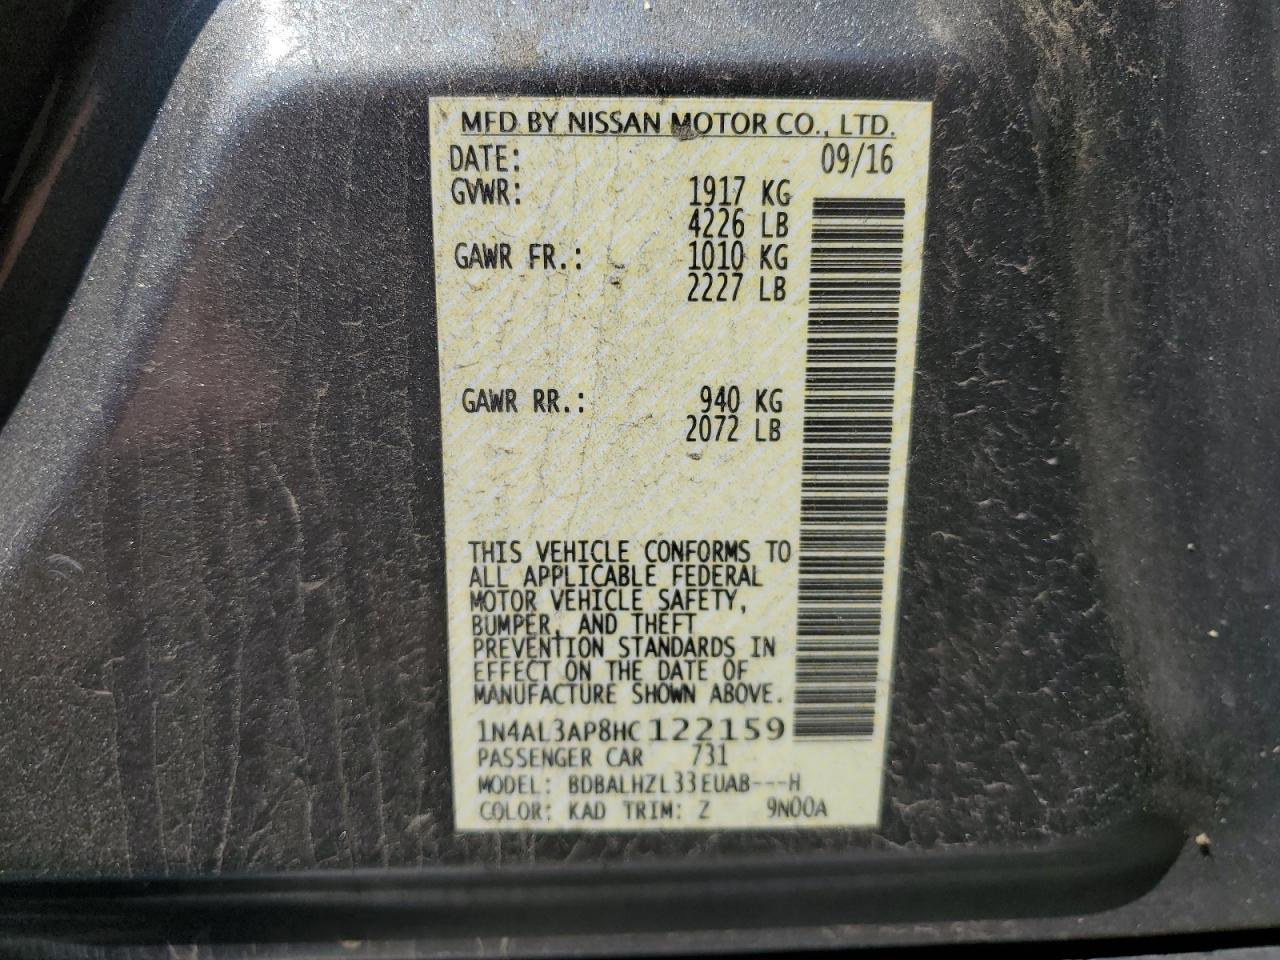 MFD BY NISSAN MOTOR CO., LTD.
DATE: 09/16
GVWR: 1917 KG
4226 LB
GAWR FR.: 1010 KG
2227 LB
GAWR RR.: 940 KG
2072 LB
THIS VEHICLE CONFORMS TO
ALL APPLICABLE FEDERAL
MOTOR VEHICLE SAFETY,
BUMPER, AND THEFT
PREVENTION STANDARDS IN
EFFECT ON THE DATE OF
MANUFACTURE SHOWN ABOVE.
1N4AL3AP8HC122159
PASSENGER CAR 731
MODEL: BDBALHZL33EUAB---H
COLOR: KAD TRIM: Z 9N00A